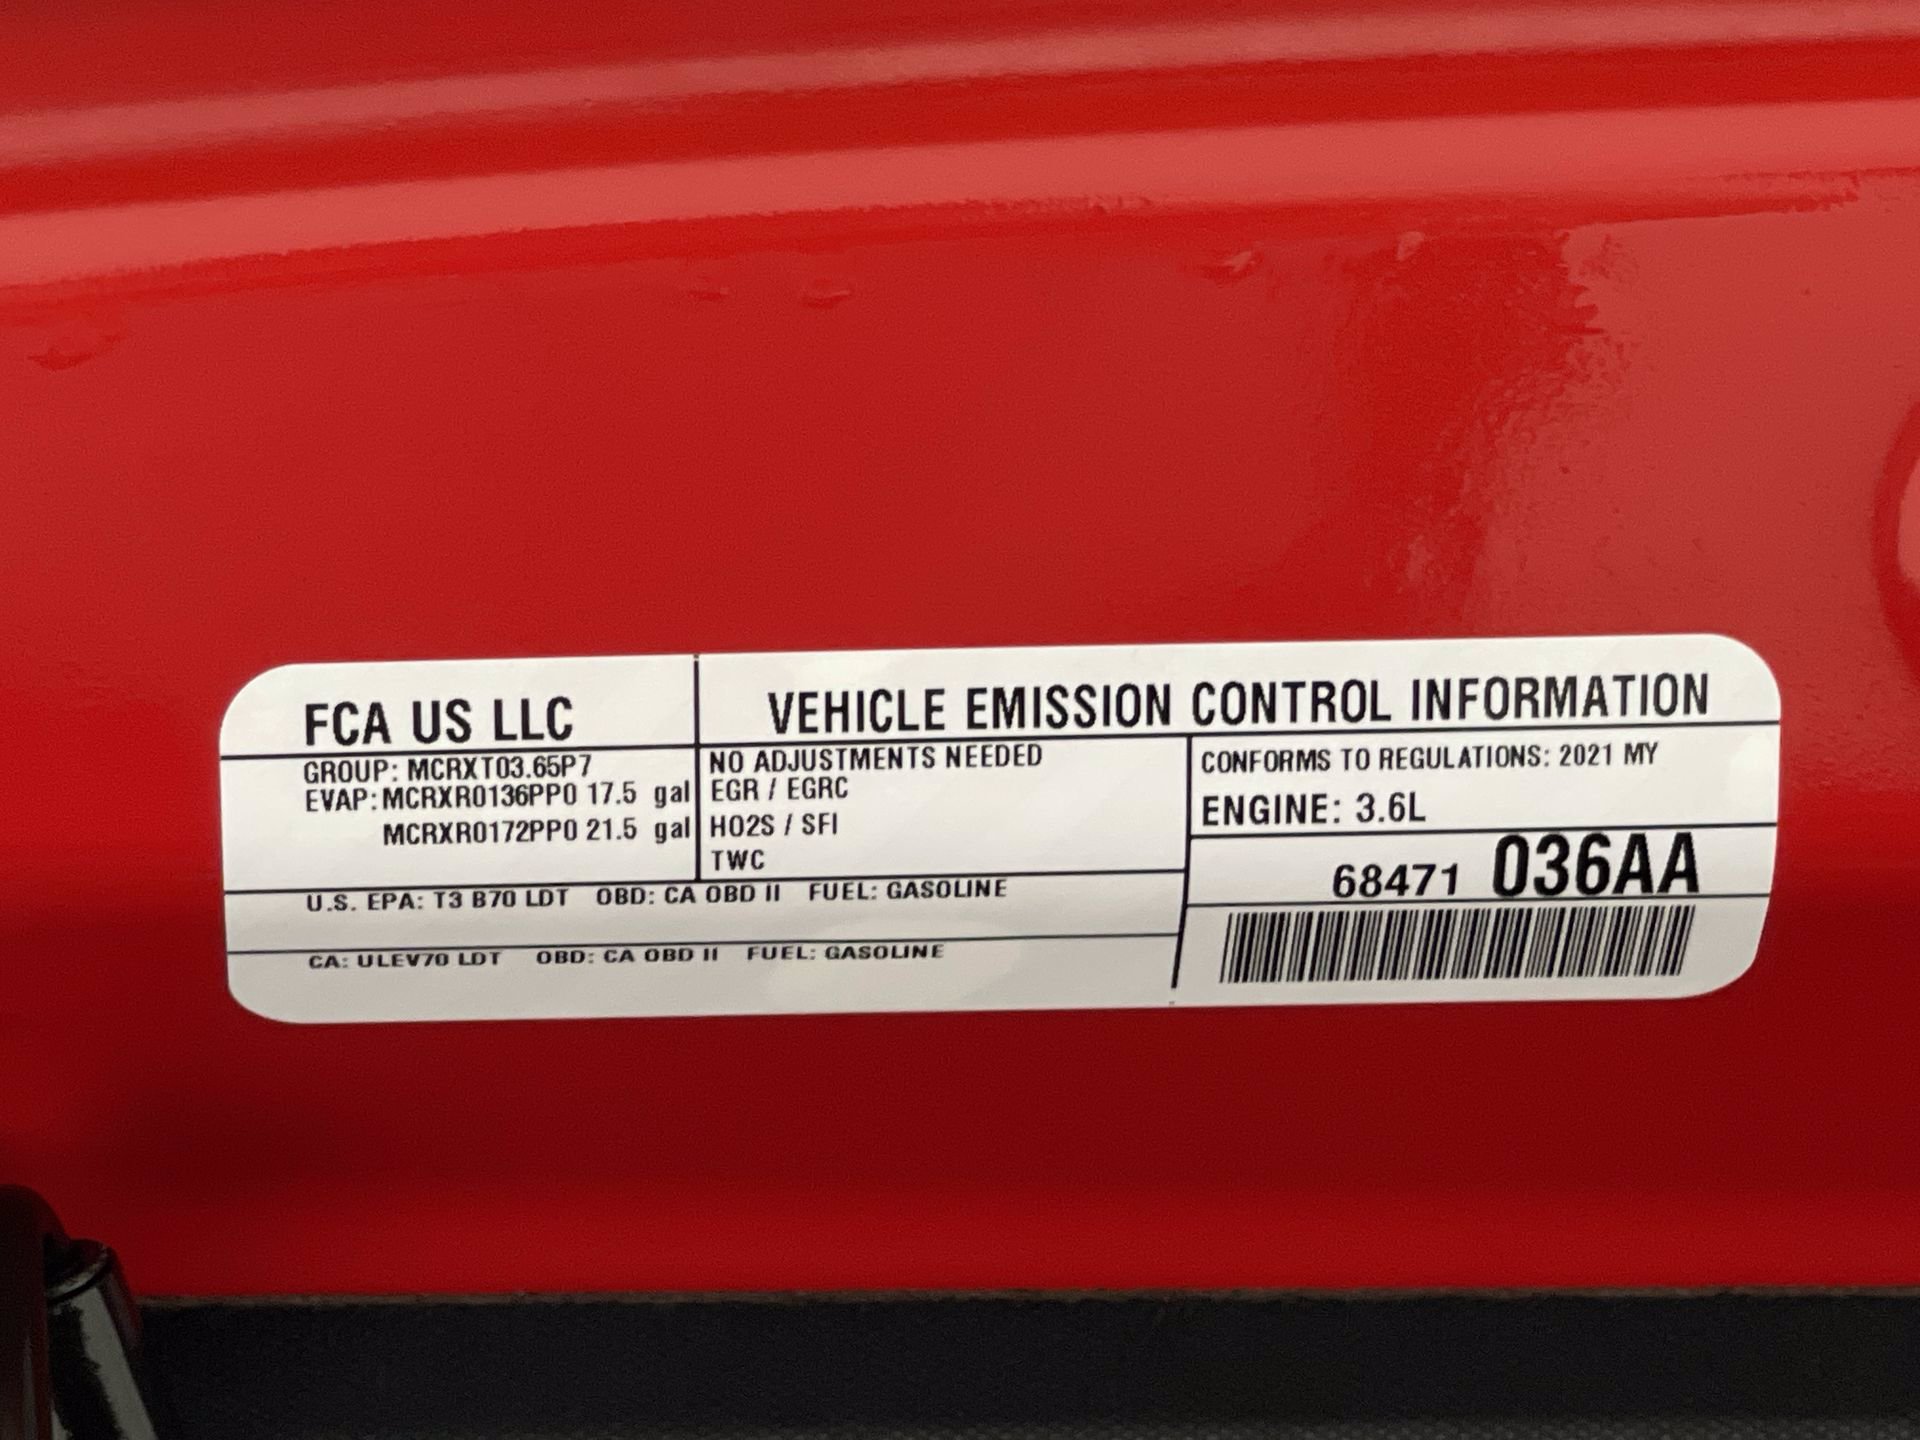 FCA US LLC
VEHICLE EMISSION CONTROL INFORMATION
GROUP: MCRXT03.65P7
EVAP: MCRXR0136PP0 17.5 gal
MCRXR0172PP0 21.5 gal
NO ADJUSTMENTS NEEDED
EGR / EGRC
HO2S / SFI
TWC
CONFORMS TO REGULATIONS: 2021 MY
ENGINE: 3.6L
68471 036AA
U.S. EPA: T3 B70 LDT OBD: CA OBD II FUEL: GASOLINE
CA: ULEV70 LDT OBD: CA OBD II FUEL: GASOLINE